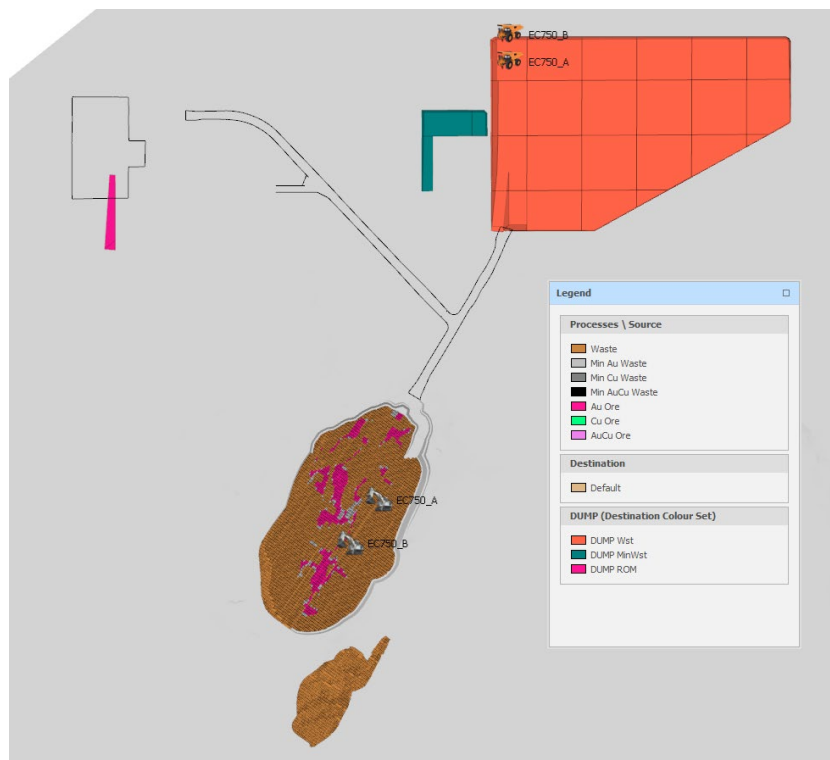 EC750_B
EC750_A
Legend
Processes \ Source
Waste
Min Au Waste
Min Cu Waste
Min AuCu Waste
Au Ore
Cu Ore
AuCu Ore
Destination
Default
DUMP (Destination Colour Set)
DUMP Wst
DUMP MinWst
DUMP ROM
EC750_A
EC750_B